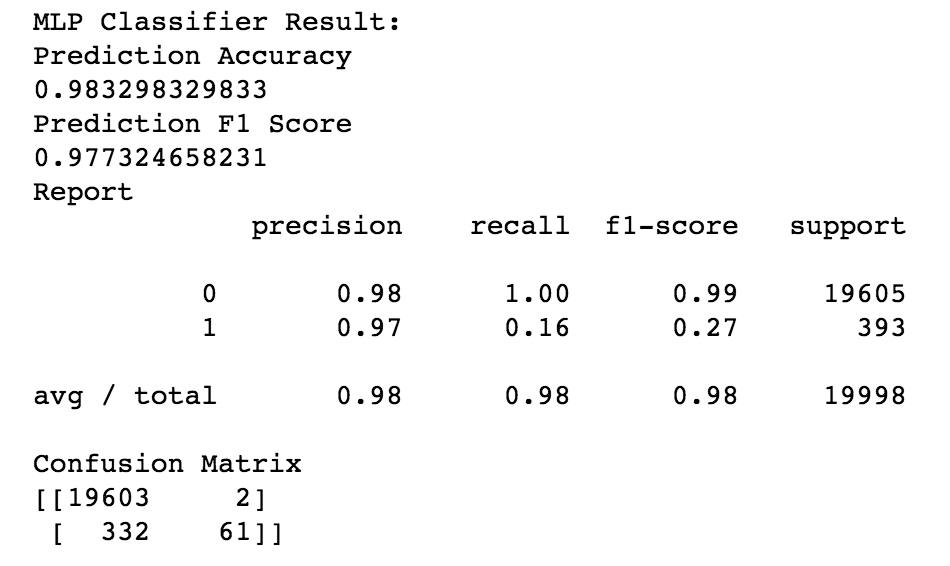 MLP Classifier Result:
Prediction Accuracy
0.983298329833
Prediction F1 Score
0.977324658231
Report
precision recall f1-score support
0 0.98 1.00 0.99 19605
1 0.97 0.16 0.27 393
avg / total 0.98 0.98 0.98 19998
Confusion Matrix
[[19603 2]
[ 332 61]]